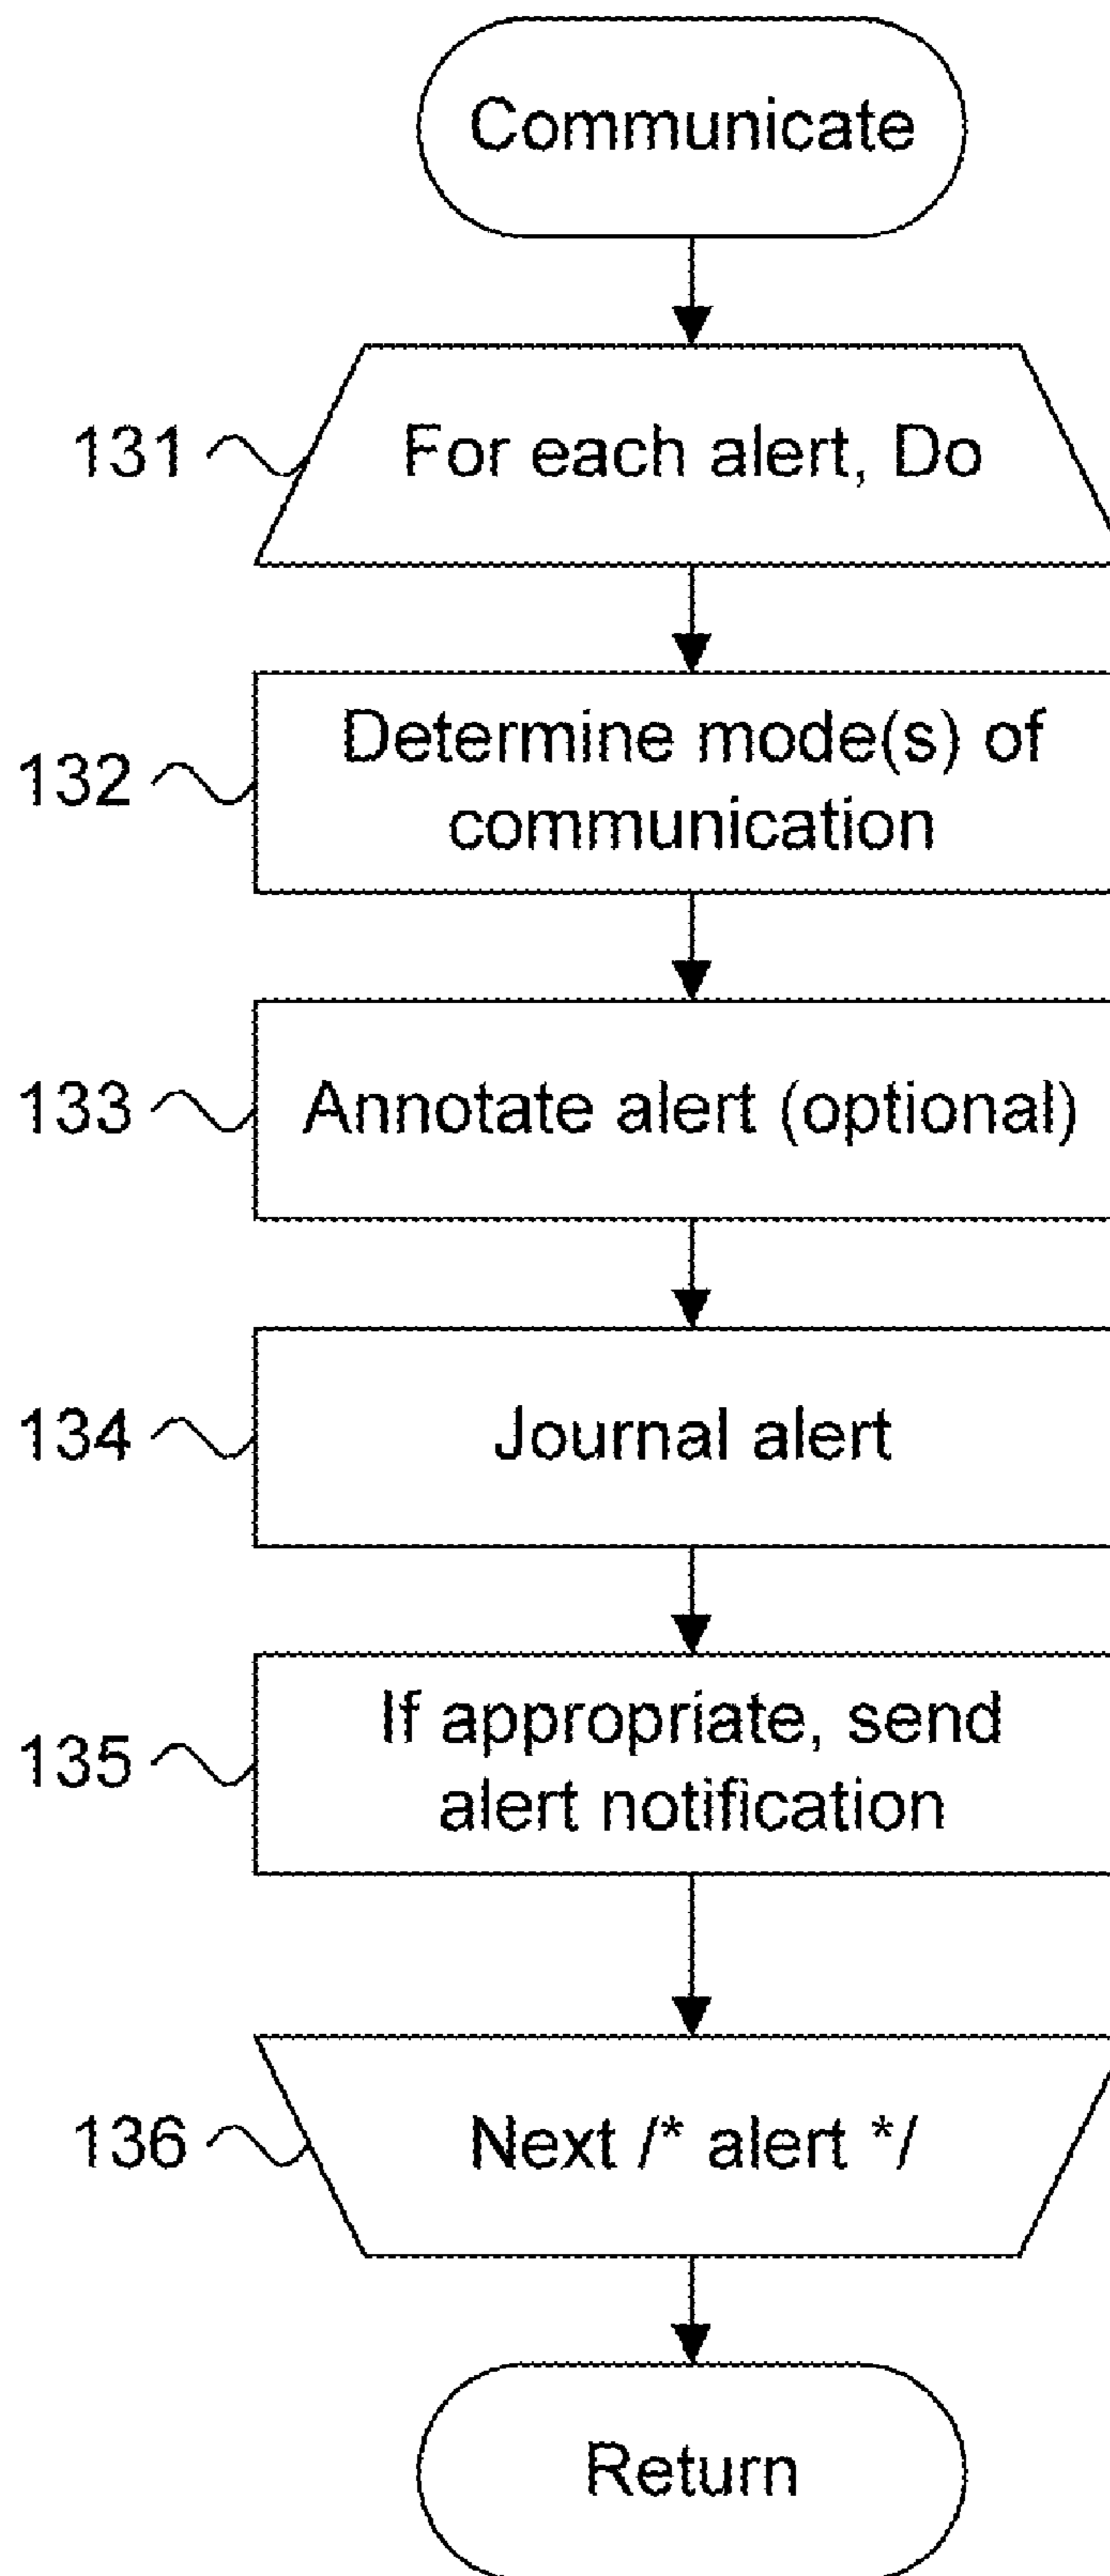 Communicate
131 For each alert, Do
132 Determine mode(s) of
communication
133 Annotate alert (optional)
134 Journal alert
135 If appropriate, send
alert notification
136 Next /* alert */
Return